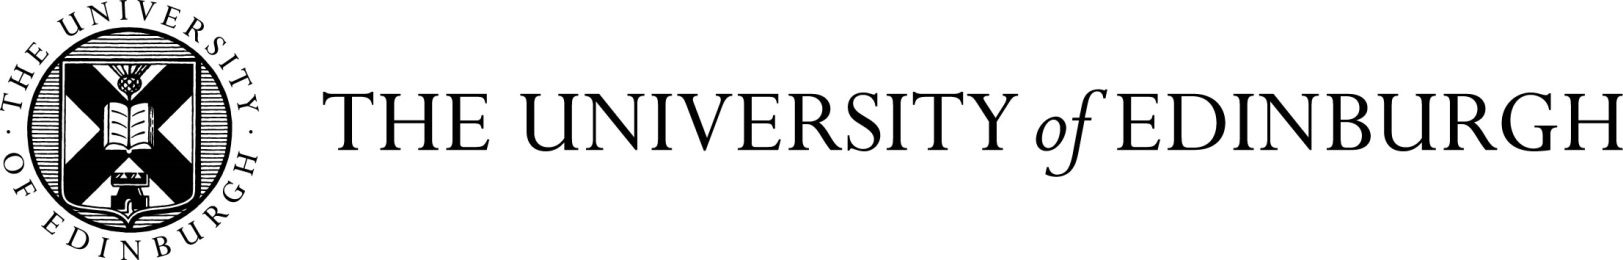 THE UNIVERSITY
· OF EDINBURGH ·
THE UNIVERSITY of EDINBURGH